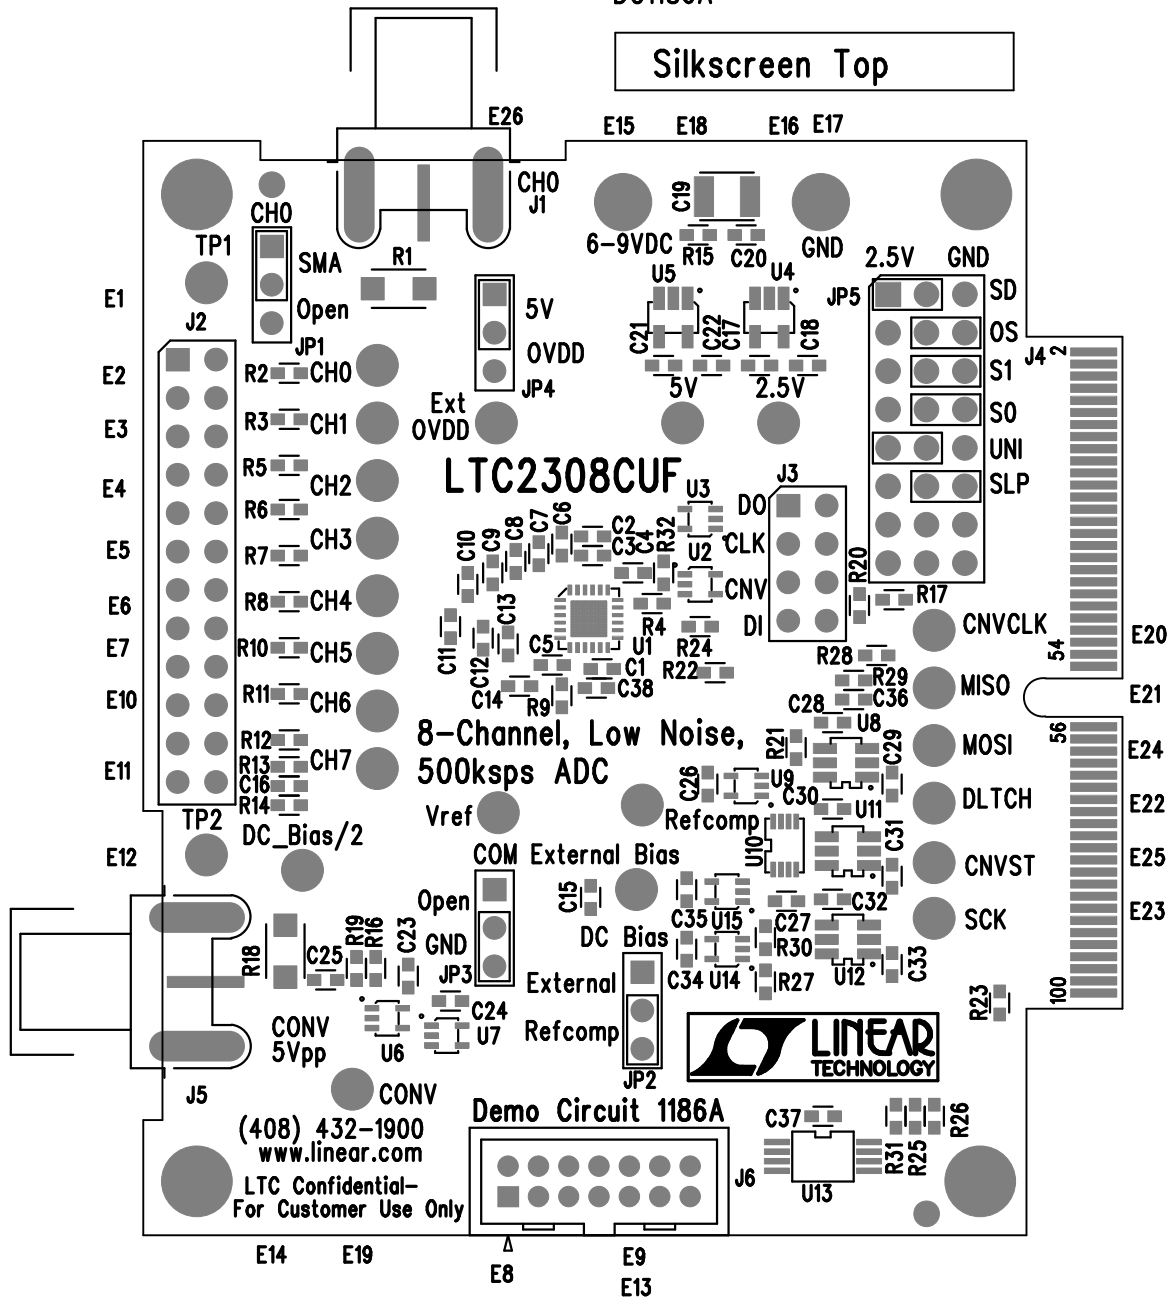 Silkscreen Top
E26
E15
E18
E16
E17
CH0
J1
CH0
C19
TP1
SMA
R1
6-9VDC
R15
C20
GND
2.5V
GND
E1
J2
Open
JP1
5V
OVDD
JP4
U5
U4
C21
C22
C17
C18
JP5
SD
OS
S1
S0
UNI
SLP
J4
2
E2
R2
CH0
Ext
OVDD
5V
2.5V
E3
R3
CH1
LTC2308CUF
E4
R5
CH2
U3
J3
DO
CLK
CNV
DI
R6
CH3
C10
C9
C8
C7
C6
C2
C3
C4
R32
U2
E5
R7
R20
R17
E6
R8
CH4
C11
C12
C13
R4
U1
R24
CNVCLK
E20
54
E7
R10
CH5
C5
C1
R22
R28
C14
R9
C38
R29
C36
MISO
E21
E10
R11
CH6
8-Channel, Low Noise,
500ksps ADC
R21
C28
U8
C29
MOSI
56
E24
R12
R13
CH7
C16
R14
E11
C26
U9
C30
U11
DLTCH
E22
TP2
DC_Bias/2
Vref
Refcomp
U10
C31
CNVST
E25
E12
COM
External Bias
Open
GND
JP3
C15
C35
U15
C27
C32
SCK
E23
R18
C25
R19
R16
C23
DC Bias
External
Refcomp
JP2
C34
U14
R30
R27
U12
C33
100
R23
CONV
5Vpp
U6
C24
U7
LINEAR
TECHNOLOGY
J5
CONV
Demo Circuit 1186A
(408) 432-1900
www.linear.com
LTC Confidential-
For Customer Use Only
J6
C37
U13
R31
R25
R26
E14
E19
E8
E9
E13